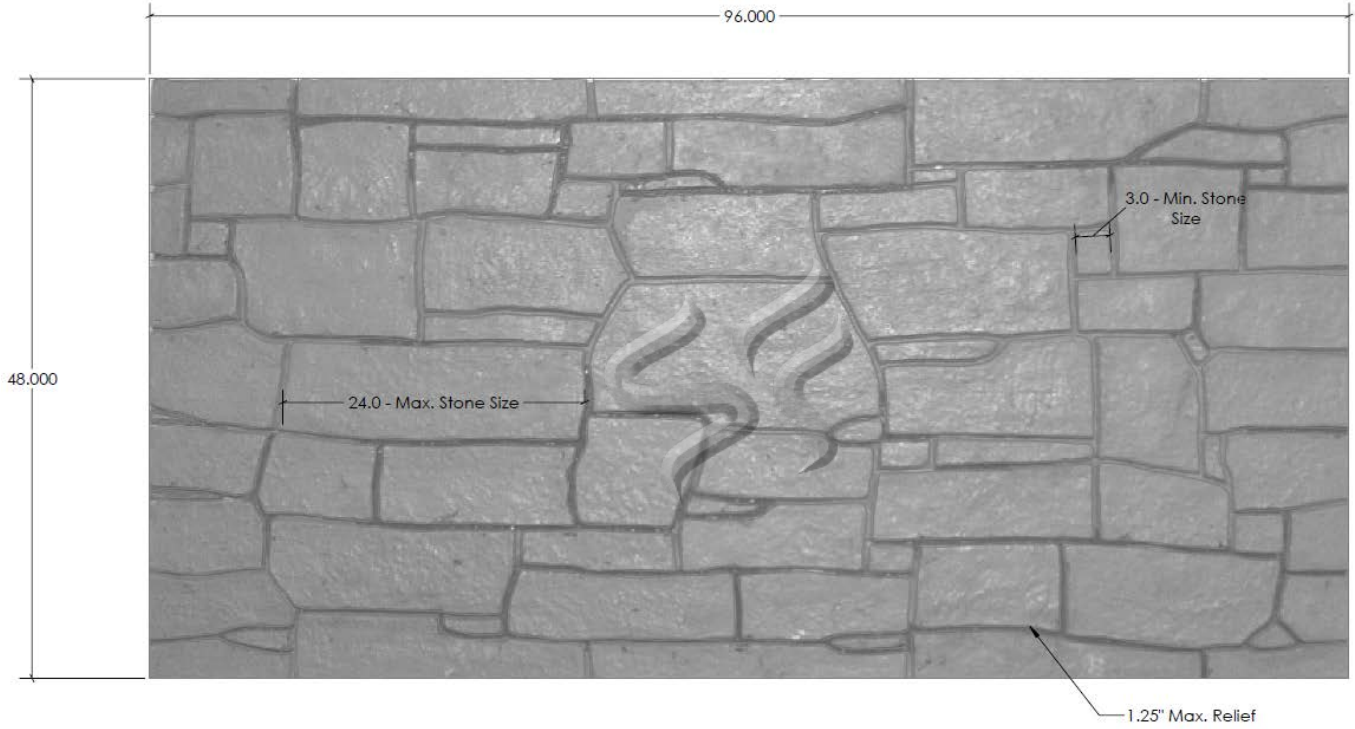 96.000
3.0 - Min. Stone
Size
48.000
24.0 - Max. Stone Size
1.25" Max. Relief